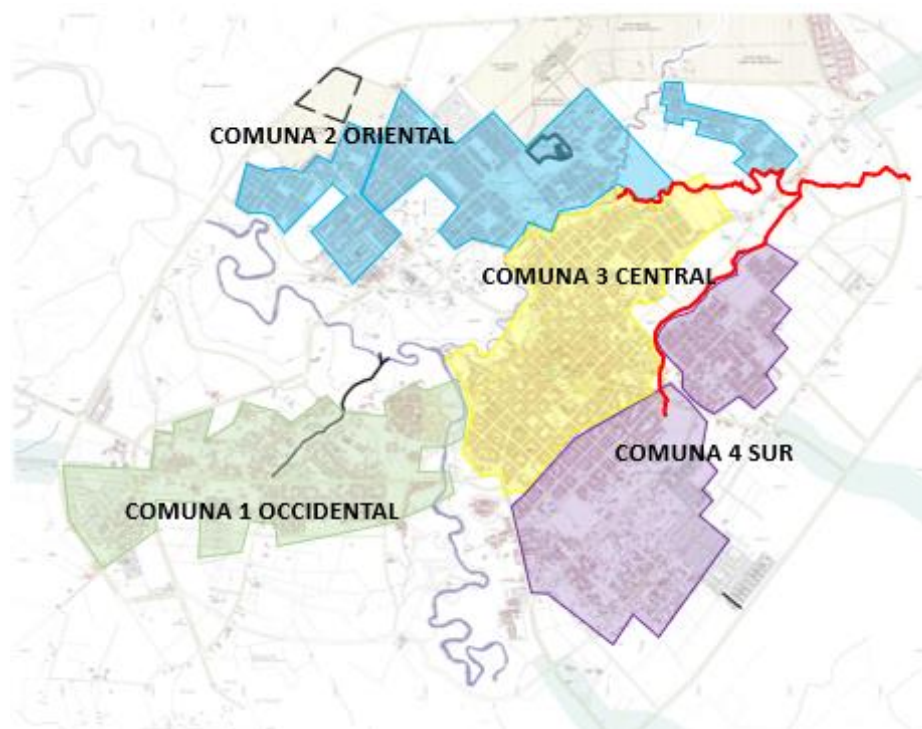 COMUNA 2 ORIENTAL
COMUNA 3 CENTRAL
COMUNA 4 SUR
COMUNA 1 OCCIDENTAL